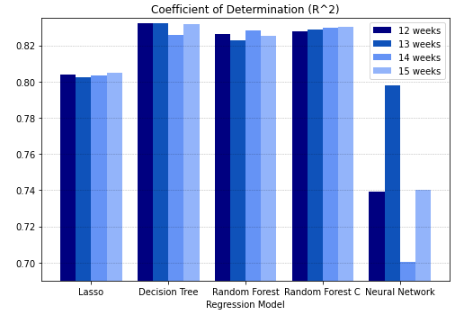 Coefficient of Determination (R^2)
12 weeks
13 weeks
14 weeks
15 weeks
0.82
0.80
0.78
0.76
0.74
0.72
0.70
Lasso
Decision Tree
Random Forest
Random Forest C
Neural Network
Regression Model